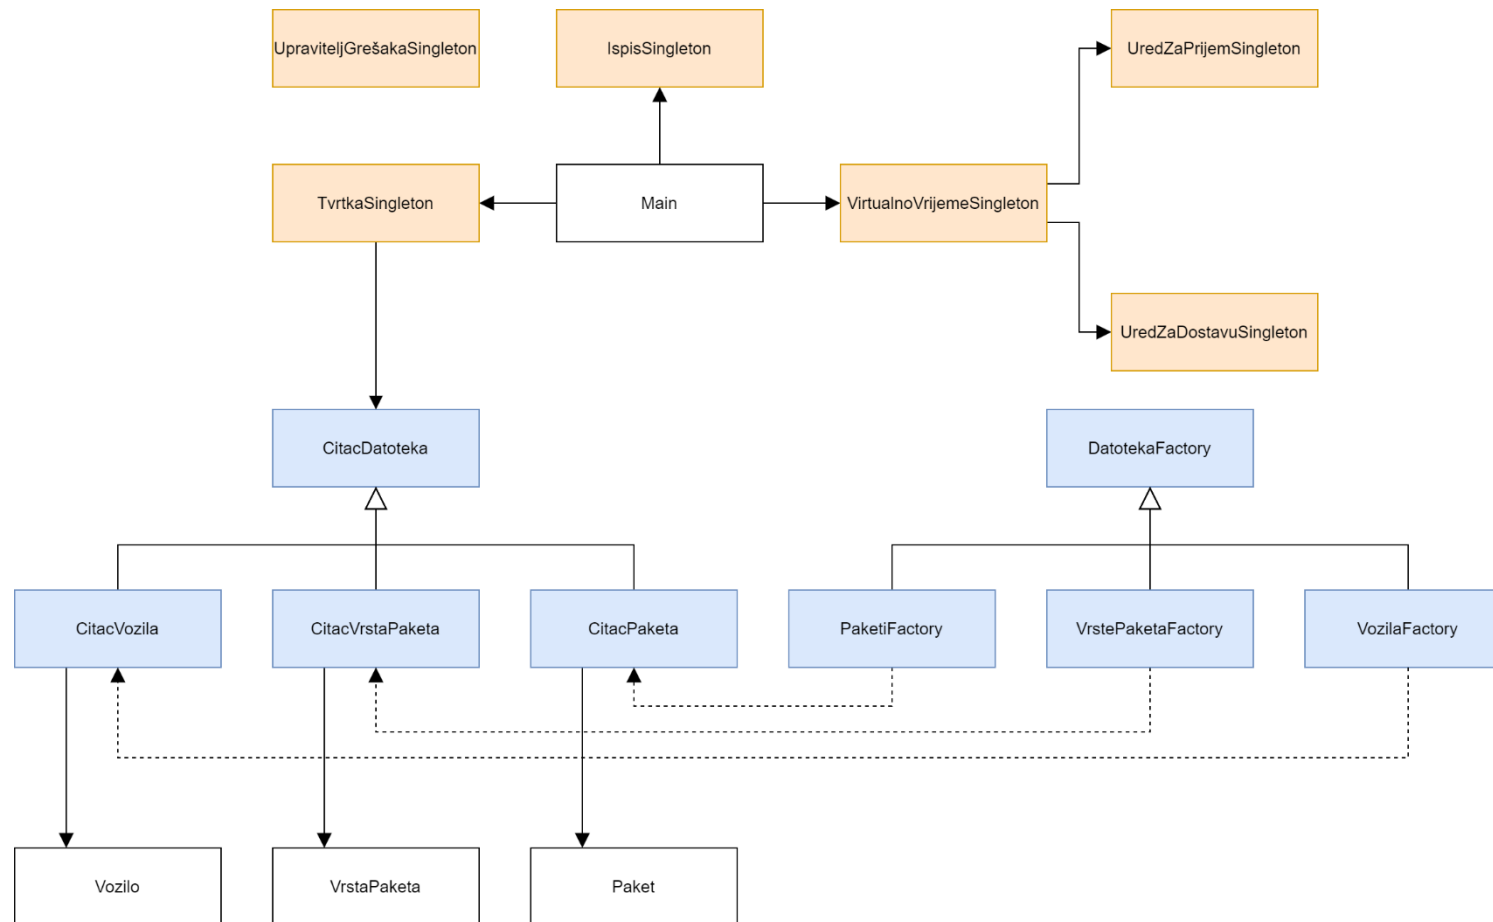 UpraviteljGrešakaSingleton
IspisSingleton
UredZaPrijemSingleton
TvrtkaSingleton
Main
VirtualnoVrijemeSingleton
UredZaDostavuSingleton
CitacDatoteka
DatotekaFactory
CitacVozila
CitacVrstaPaketa
CitacPaketa
PaketiFactory
VrstePaketaFactory
VozilaFactory
Vozilo
VrstaPaketa
Paket